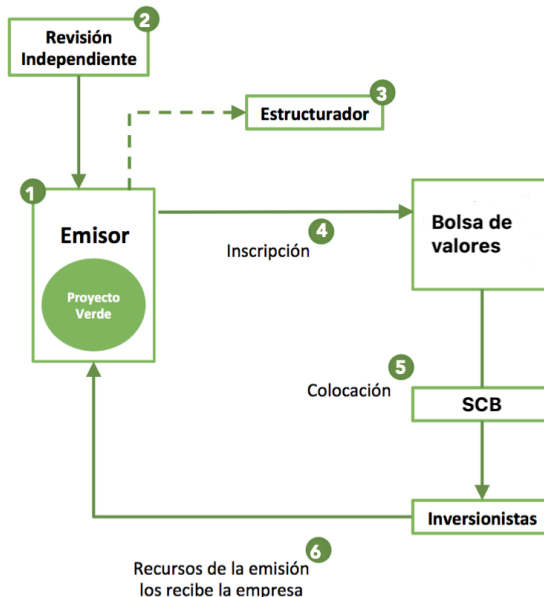 2
Revisión
Independiente
3
Estructurador
1
Emisor
Proyecto
Verde
4
Inscripción
Bolsa de
valores
5
Colocación
SCB
Inversionistas
6
Recursos de la emisión
los recibe la empresa